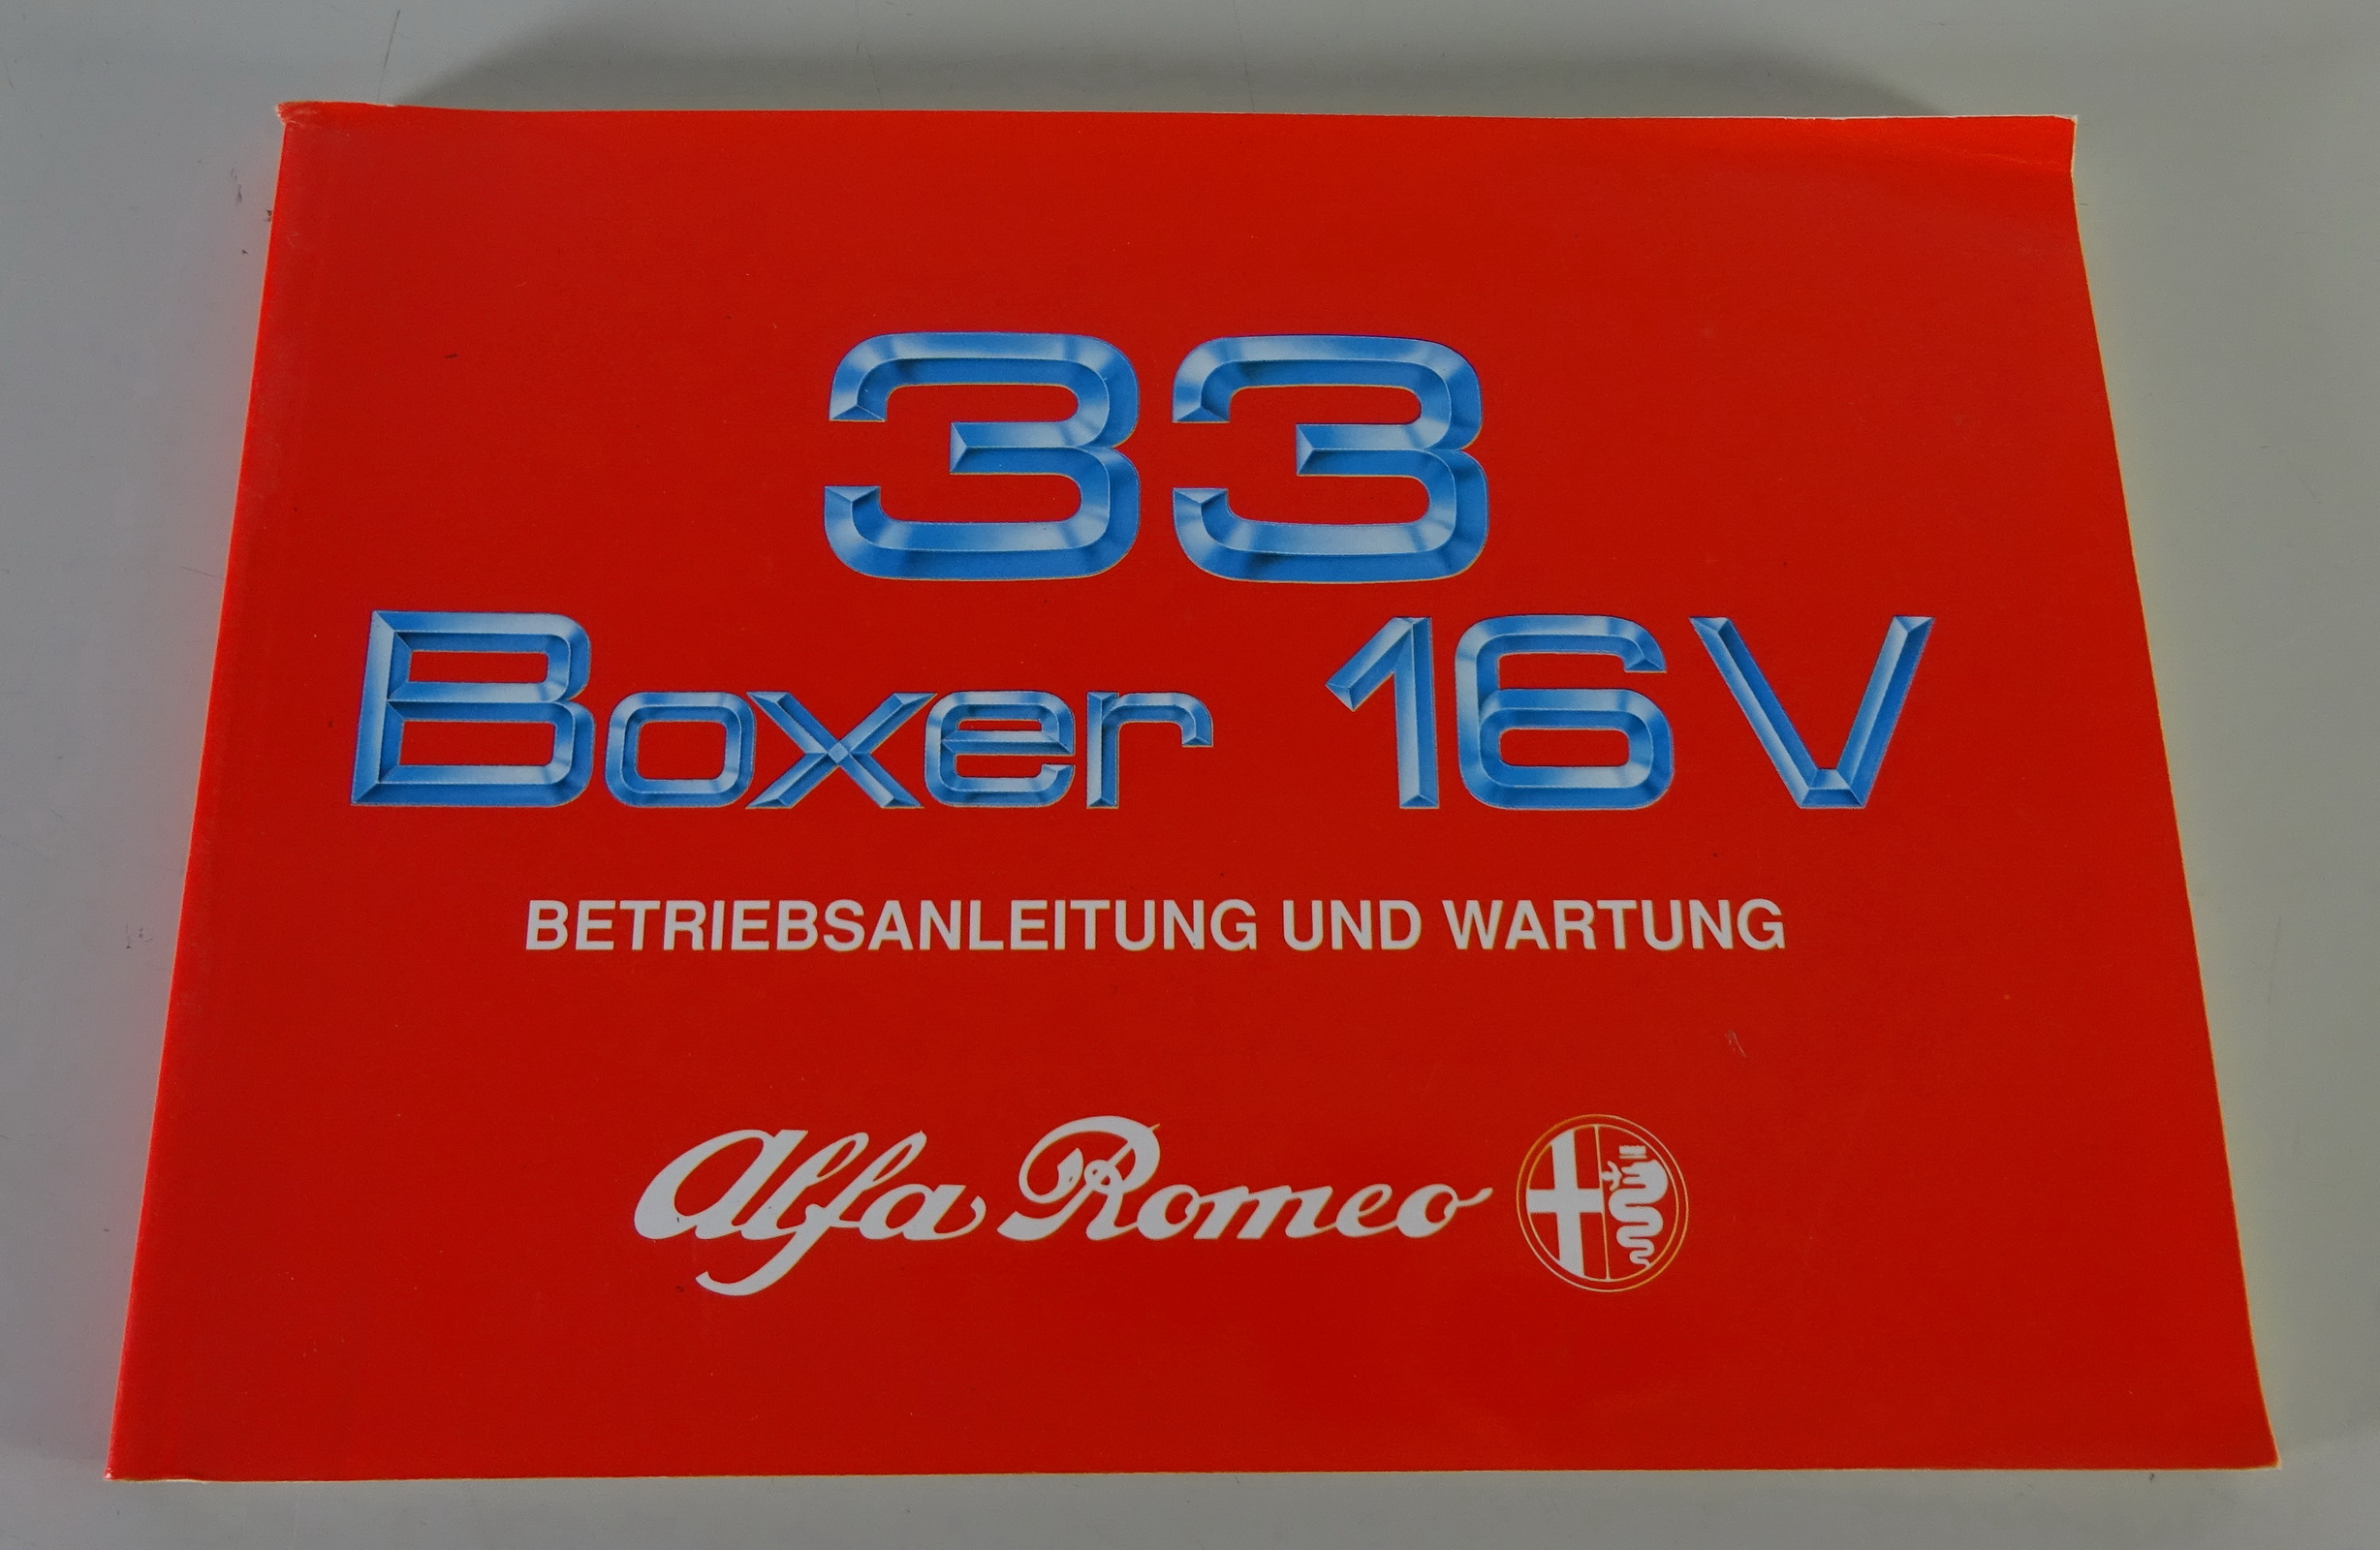 33
Boxer 16V
BETRIEBSANLEITUNG UND WARTUNG
Alfa Romeo